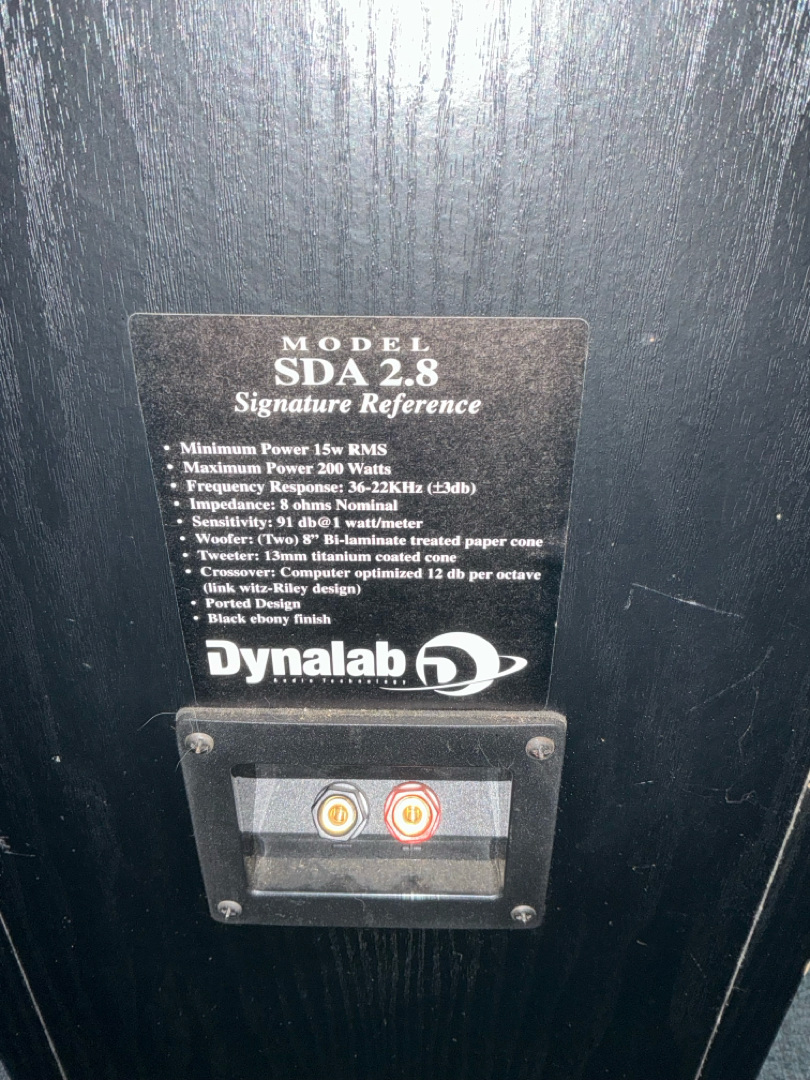 MODEL
SDA 2.8
Signature Reference
• Minimum Power 15w RMS
• Maximum Power 200 Watts
• Frequency Response: 36-22KHz (±3db)
• Impedance: 8 ohms Nominal
• Sensitivity: 91 db@1 watt/meter
• Woofer: (Two) 8” Bi-laminate treated paper cone
• Tweeter: 13mm titanium coated cone
• Crossover: Computer optimized 12 db per octave
(link witz-Riley design)
• Ported Design
• Black ebony finish
Dynalab
Audio Technology